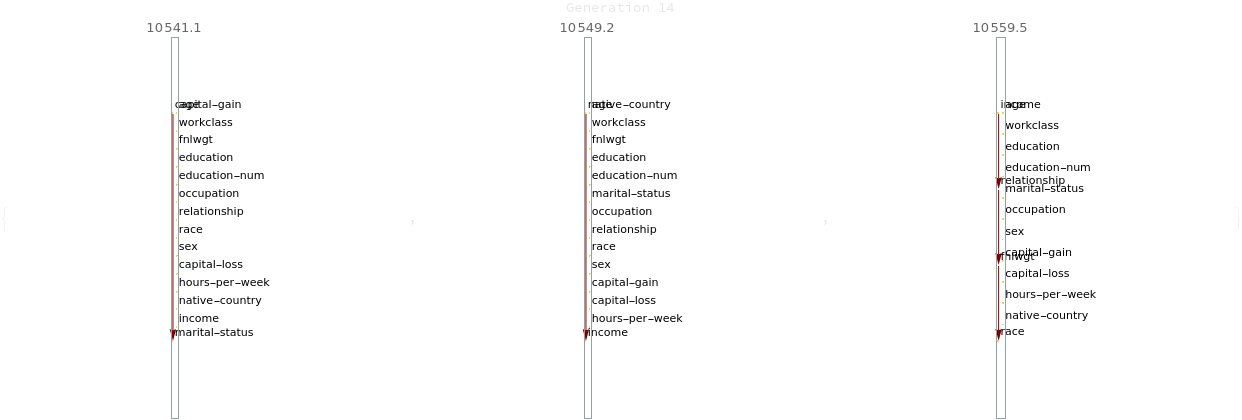 Generation 14
10541.1
capital-gain
age
workclass
fnlwgt
education
education-num
occupation
relationship
race
sex
capital-loss
hours-per-week
native-country
income
marital-status
,
10549.2
native-country
age
workclass
fnlwgt
education
education-num
marital-status
occupation
relationship
race
sex
capital-gain
capital-loss
hours-per-week
income
,
10559.5
income
age
workclass
education
education-num
relationship
marital-status
occupation
sex
capital-gain
fnlwgt
capital-loss
hours-per-week
native-country
race